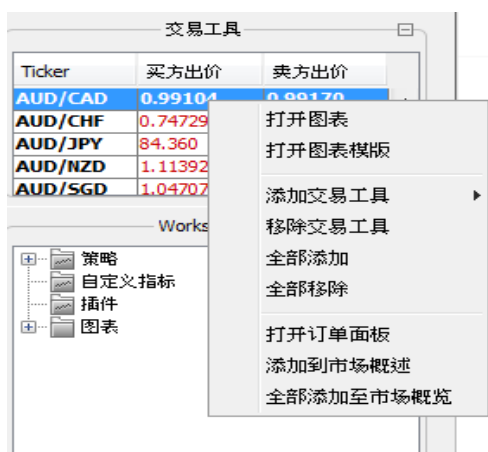 交易工具
Ticker 买方出价 卖方出价
AUD/CAD 0.99104 0.99170
AUD/CHF 0.74729
AUD/JPY 84.360
AUD/NZD 1.11392
AUD/SGD 1.04707
打开图表
打开图表模版
添加交易工具
移除交易工具
全部添加
全部移除
打开订单面板
添加到市场概述
全部添加至市场概览
Works
策略
自定义指标
插件
图表